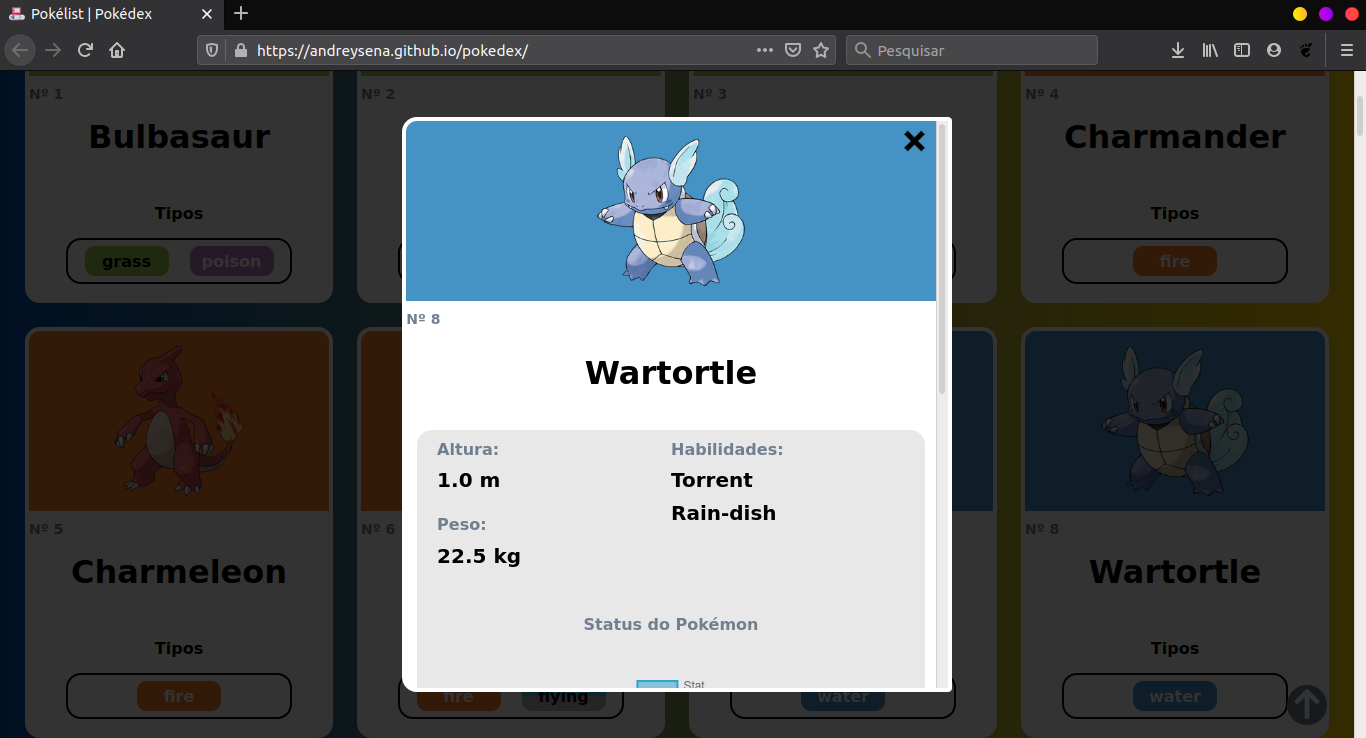 Pokélist | Pokédex
https://andreysena.github.io/pokedex/
Pesquisar
Nº 1
Nº 2
Nº 3
Nº 4
Bulbasaur
Charmander
Tipos
Tipos
grass
poison
fire
Nº 8
Wartortle
Altura:
1.0 m
Peso:
22.5 kg
Habilidades:
Torrent
Rain-dish
Status do Pokémon
Stat
Nº 5
Nº 6
Nº 8
Charmeleon
Wartortle
Tipos
Tipos
fire
fire
flying
water
water